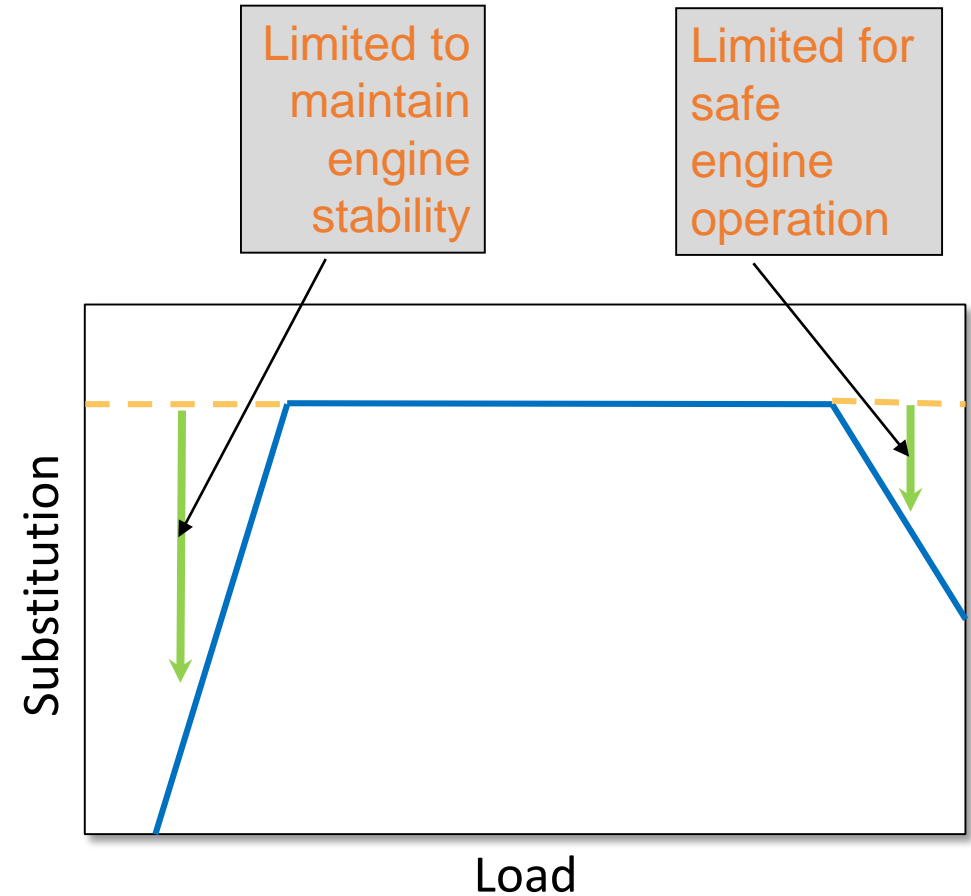 Limited to
maintain
engine
stability
Limited for
safe
engine
operation
Substitution
Load